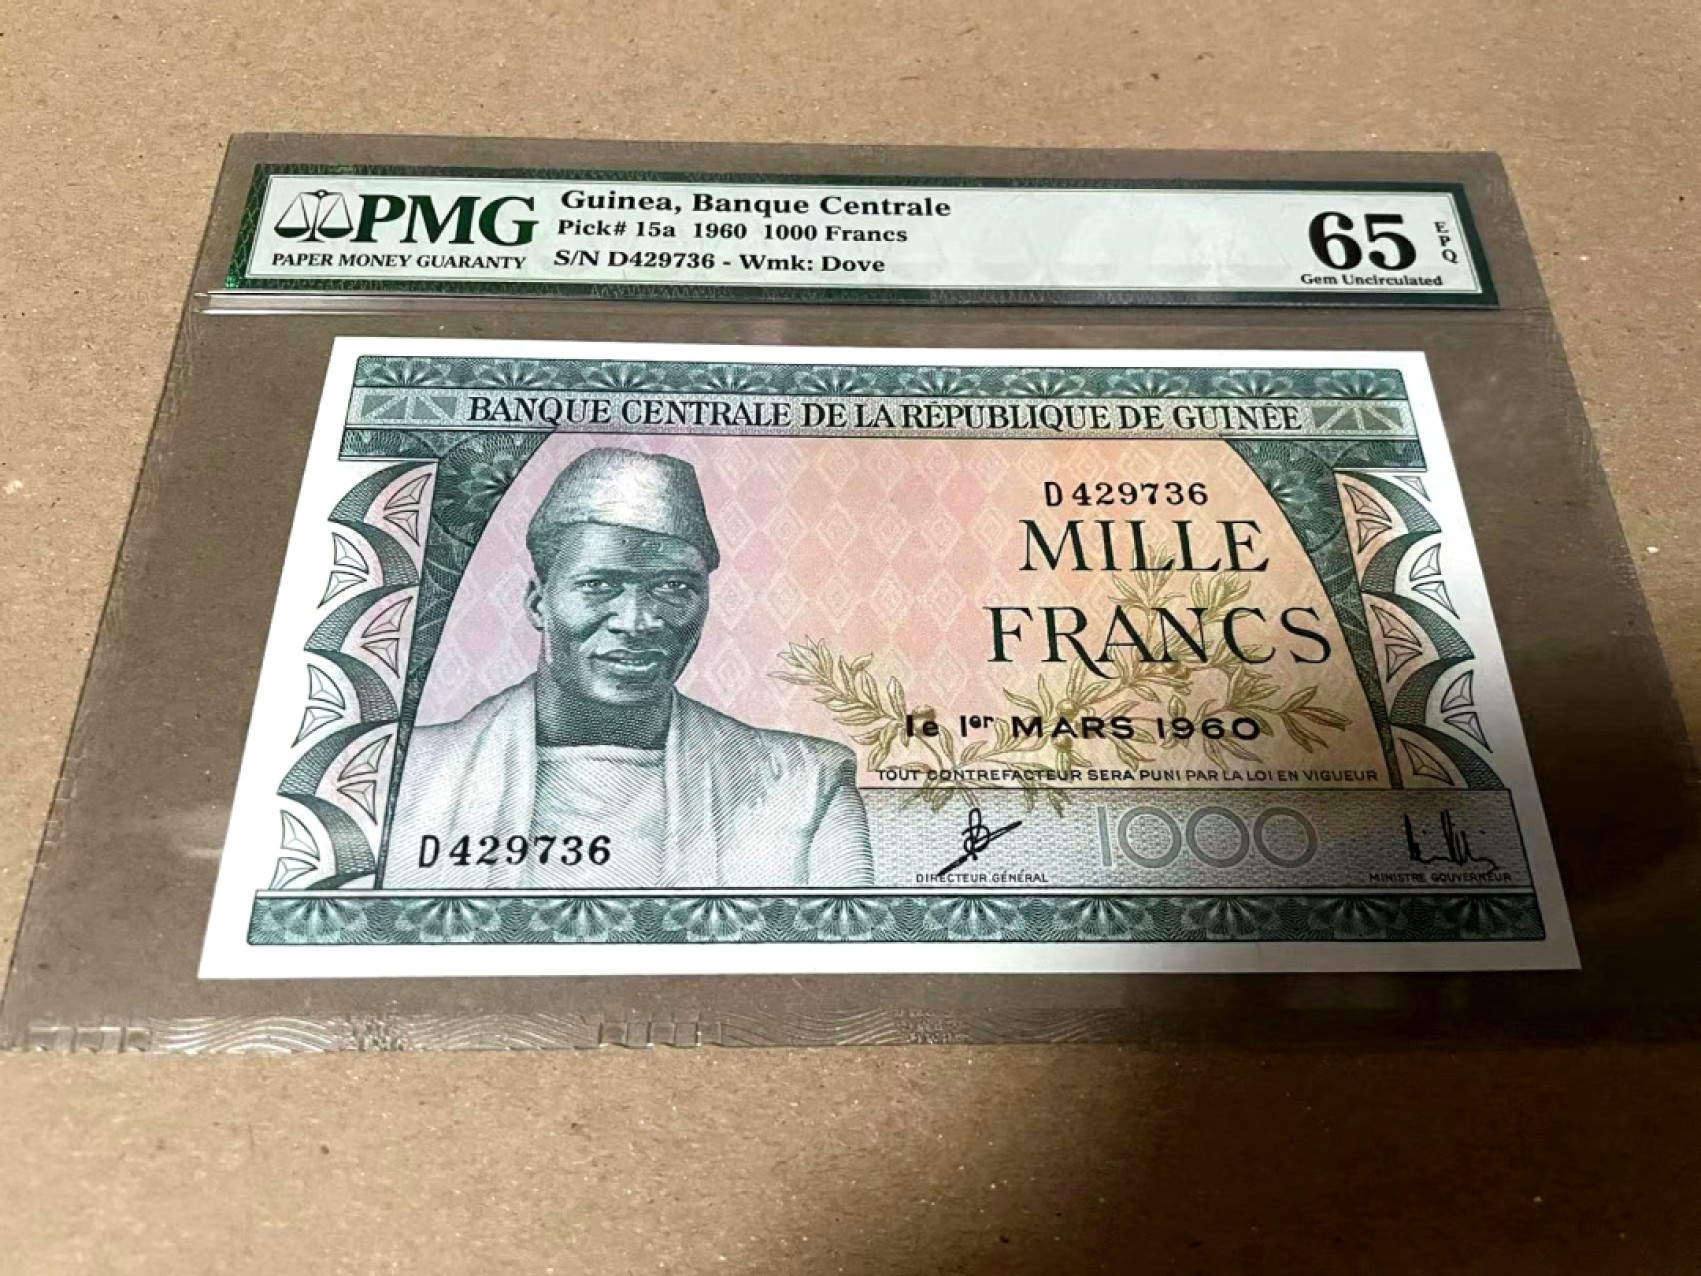 PMG
PAPER MONEY GUARANTY
Guinea, Banque Centrale
Pick# 15a 1960 1000 Francs
S/N D429736 - Wmk: Dove
65
EPQ
Gem Uncirculated
BANQUE CENTRALE DE LA RÉPUBLIQUE DE GUINÉE
D429736
MILLE
FRANCS
le 1er MARS 1960
TOUT CONTREFACTEUR SERA PUNI PAR LA LOI EN VIGUEUR
1000
D429736
DIRECTEUR GÉNÉRAL
MINISTRE GOUVERNEUR